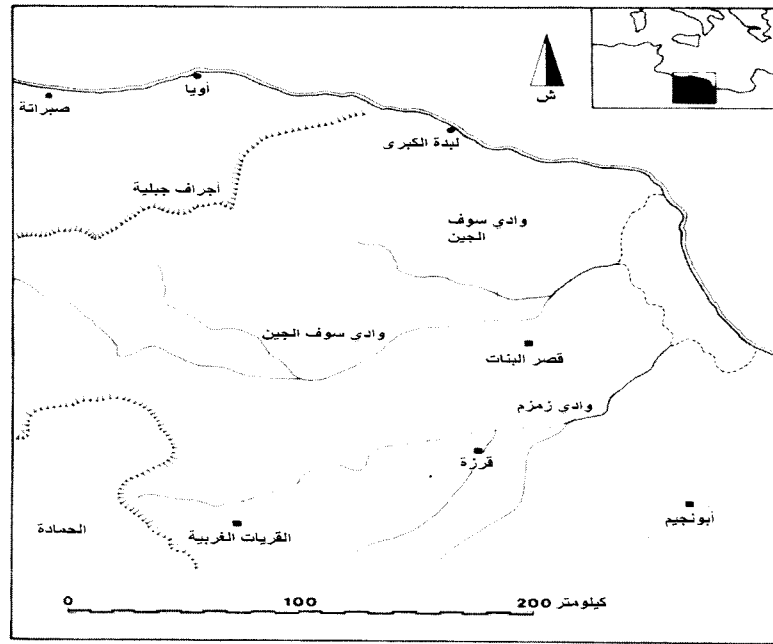 أويا
صبراتة
ش
لبدة الكبرى
أجراف جبلية
وادي سوف
الجين
وادي سوف الجين
قصر البنات
وادي زمزم
قرزة
أبونجيم
الحمادة
القريات الغربية
0 100 200 كيلومتر